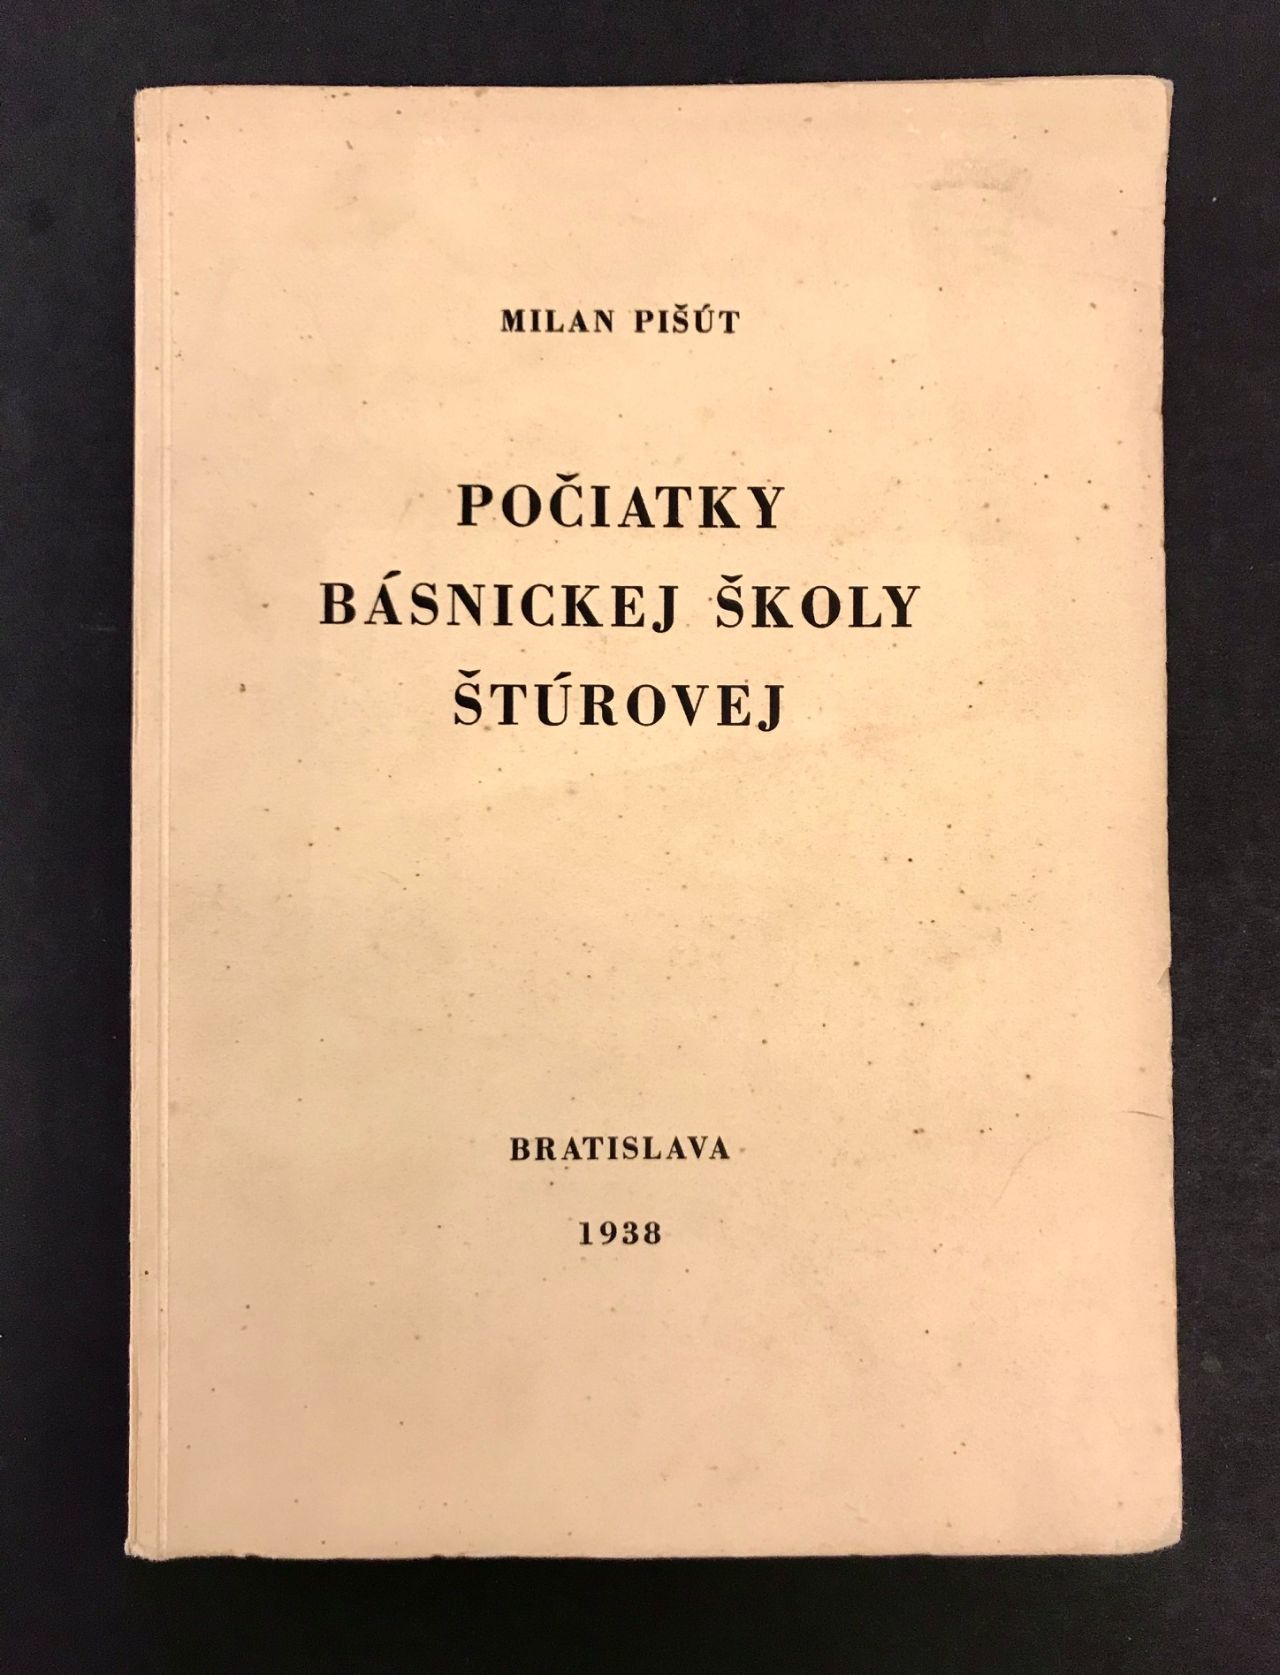 MILAN PIŠÚT
POČIATKY
BÁSNICKEJ ŠKOLY
ŠTÚROVEJ
BRATISLAVA
1938